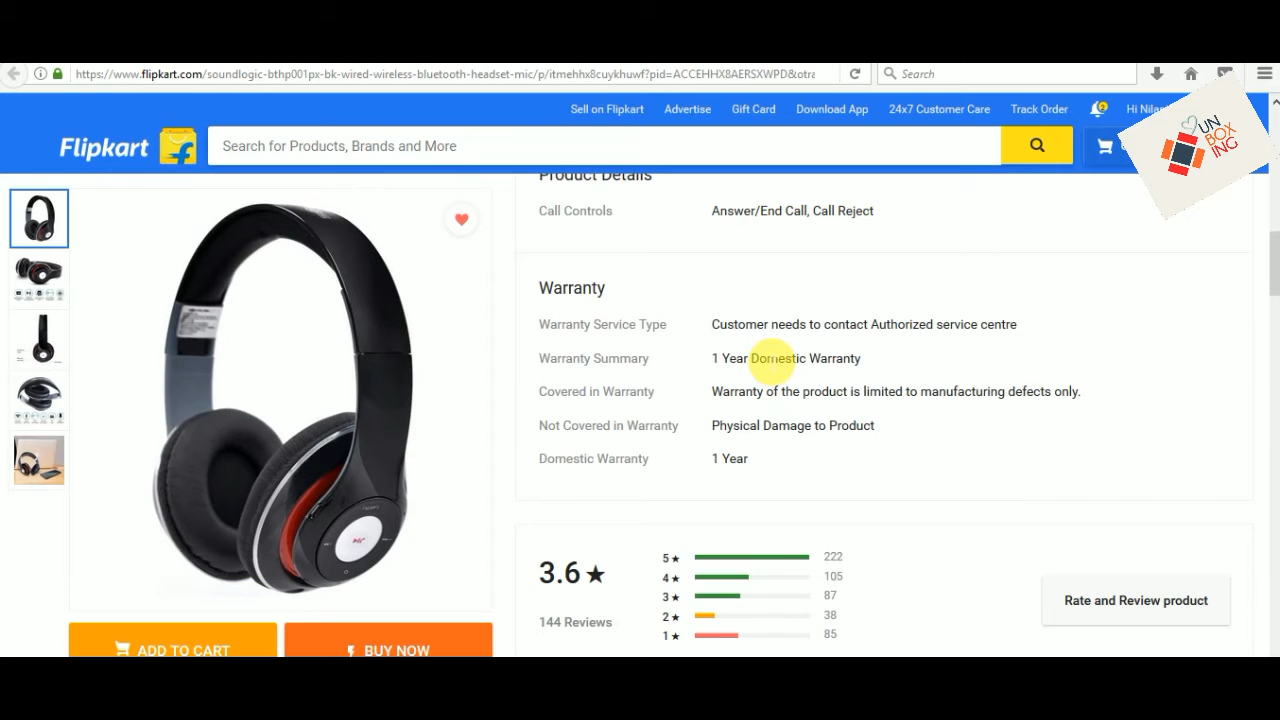 https://www.flipkart.com/soundlogic-bthp001px-bk-wired-wireless-bluetooth-headset-mic/p/itmehhx8cuykhuwf?pid=ACCEHHX8AERSXWPD&otra
Search
Sell on Flipkart
Advertise
Gift Card
Download App
24x7 Customer Care
Track Order
2
Flipkart
Search for Products, Brands and More
UN
BOX
ING
Product Details
Call Controls Answer/End Call, Call Reject
Warranty
Warranty Service Type Customer needs to contact Authorized service centre
Warranty Summary 1 Year Domestic Warranty
Covered in Warranty Warranty of the product is limited to manufacturing defects only.
Not Covered in Warranty Physical Damage to Product
Domestic Warranty 1 Year
3.6★
144 Reviews
5★ 222
4★ 105
3★ 87
2★ 38
1★ 85
Rate and Review product
ADD TO CART
BUY NOW